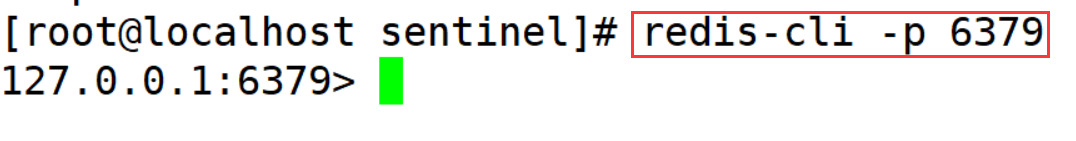 [root@localhost sentinel]# redis-cli -p 6379
127.0.0.1:6379>